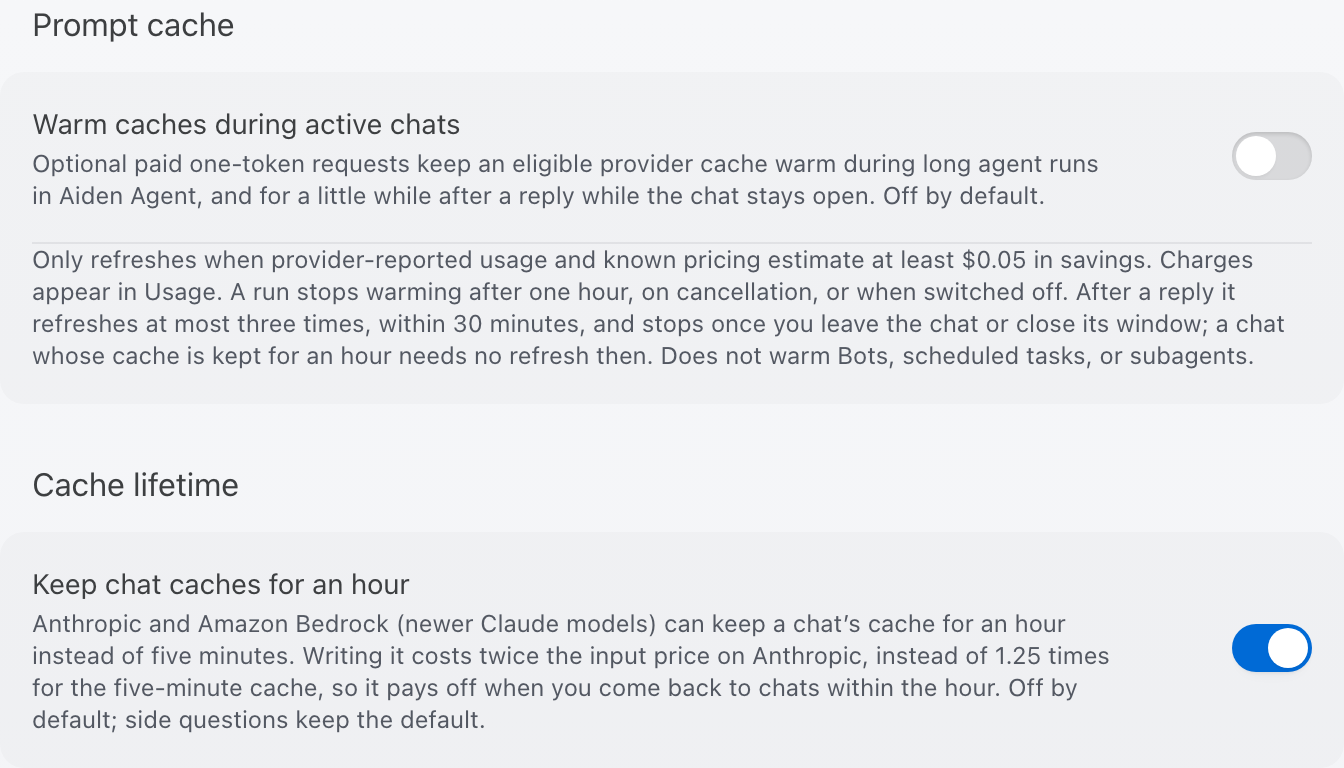 Prompt cache
Warm caches during active chats
Optional paid one-token requests keep an eligible provider cache warm during long agent runs
in Aiden Agent, and for a little while after a reply while the chat stays open. Off by default.
Only refreshes when provider-reported usage and known pricing estimate at least $0.05 in savings. Charges
appear in Usage. A run stops warming after one hour, on cancellation, or when switched off. After a reply it
refreshes at most three times, within 30 minutes, and stops once you leave the chat or close its window; a chat
whose cache is kept for an hour needs no refresh then. Does not warm Bots, scheduled tasks, or subagents.
Cache lifetime
Keep chat caches for an hour
Anthropic and Amazon Bedrock (newer Claude models) can keep a chat’s cache for an hour
instead of five minutes. Writing it costs twice the input price on Anthropic, instead of 1.25 times
for the five-minute cache, so it pays off when you come back to chats within the hour. Off by
default; side questions keep the default.